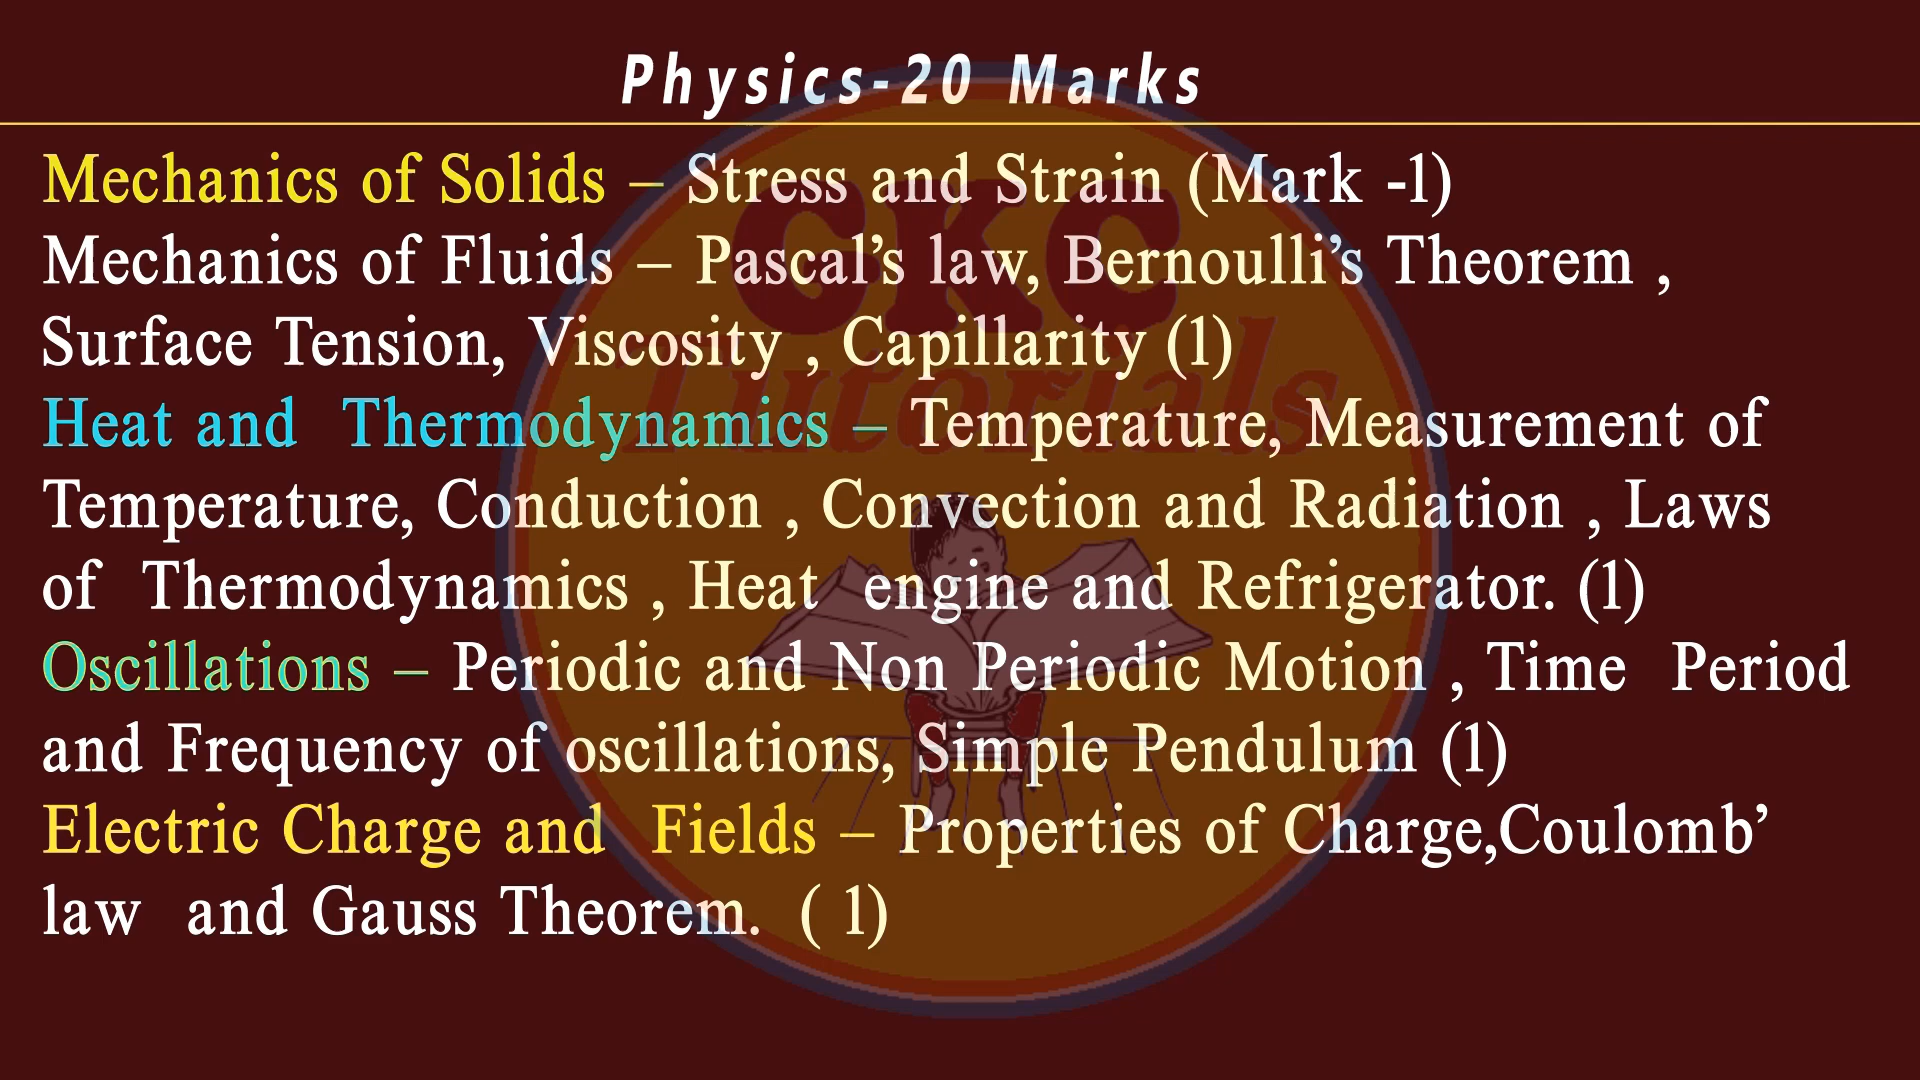 Physics-20 Marks
Mechanics of Solids – Stress and Strain (Mark -1)
Mechanics of Fluids – Pascal’s law, Bernoulli’s Theorem ,
Surface Tension, Viscosity , Capillarity (1)
Heat and Thermodynamics – Temperature, Measurement of
Temperature, Conduction , Convection and Radiation , Laws
of Thermodynamics , Heat engine and Refrigerator. (1)
Oscillations – Periodic and Non Periodic Motion , Time Period
and Frequency of oscillations, Simple Pendulum (1)
Electric Charge and Fields – Properties of Charge,Coulomb’
law and Gauss Theorem. ( 1)
CKC
Tutorials